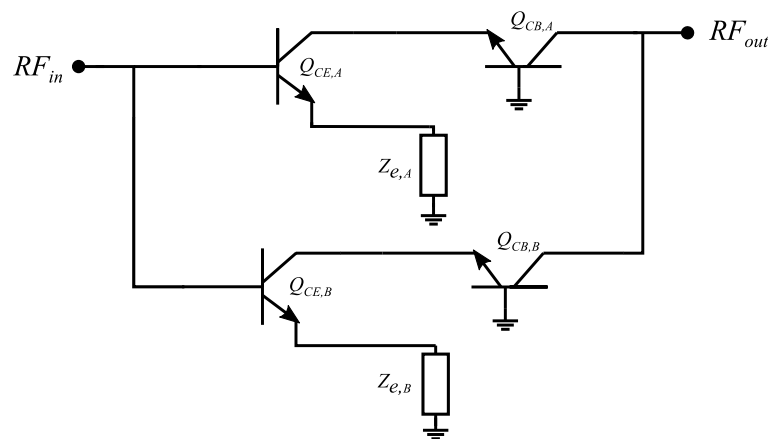 Q_CB,A
RF_in
RF_out
Q_CE,A
Z_e,A
Q_CB,B
Q_CE,B
Z_e,B